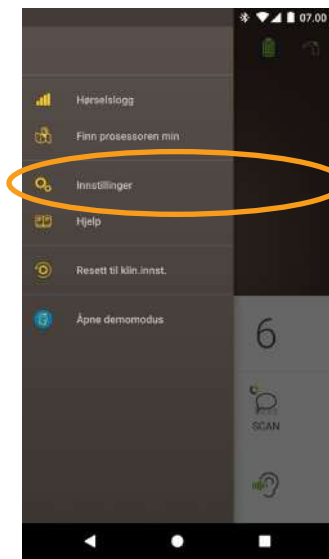 07.00
Hørselslogg
Finn prosessoren min
Innstillinger
Hjelp
Resett til klin.innst.
Åpne demomodus
6
SCAN